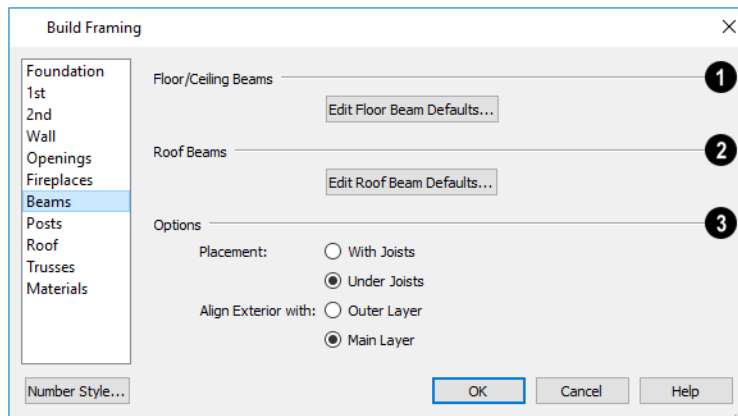 Build Framing
Foundation
1st
2nd
Wall
Openings
Fireplaces
Beams
Posts
Roof
Trusses
Materials
Number Style...
Floor/Ceiling Beams
1
Edit Floor Beam Defaults...
Roof Beams
2
Edit Roof Beam Defaults...
Options
3
Placement:
With Joists
Under Joists
Align Exterior with:
Outer Layer
Main Layer
OK
Cancel
Help